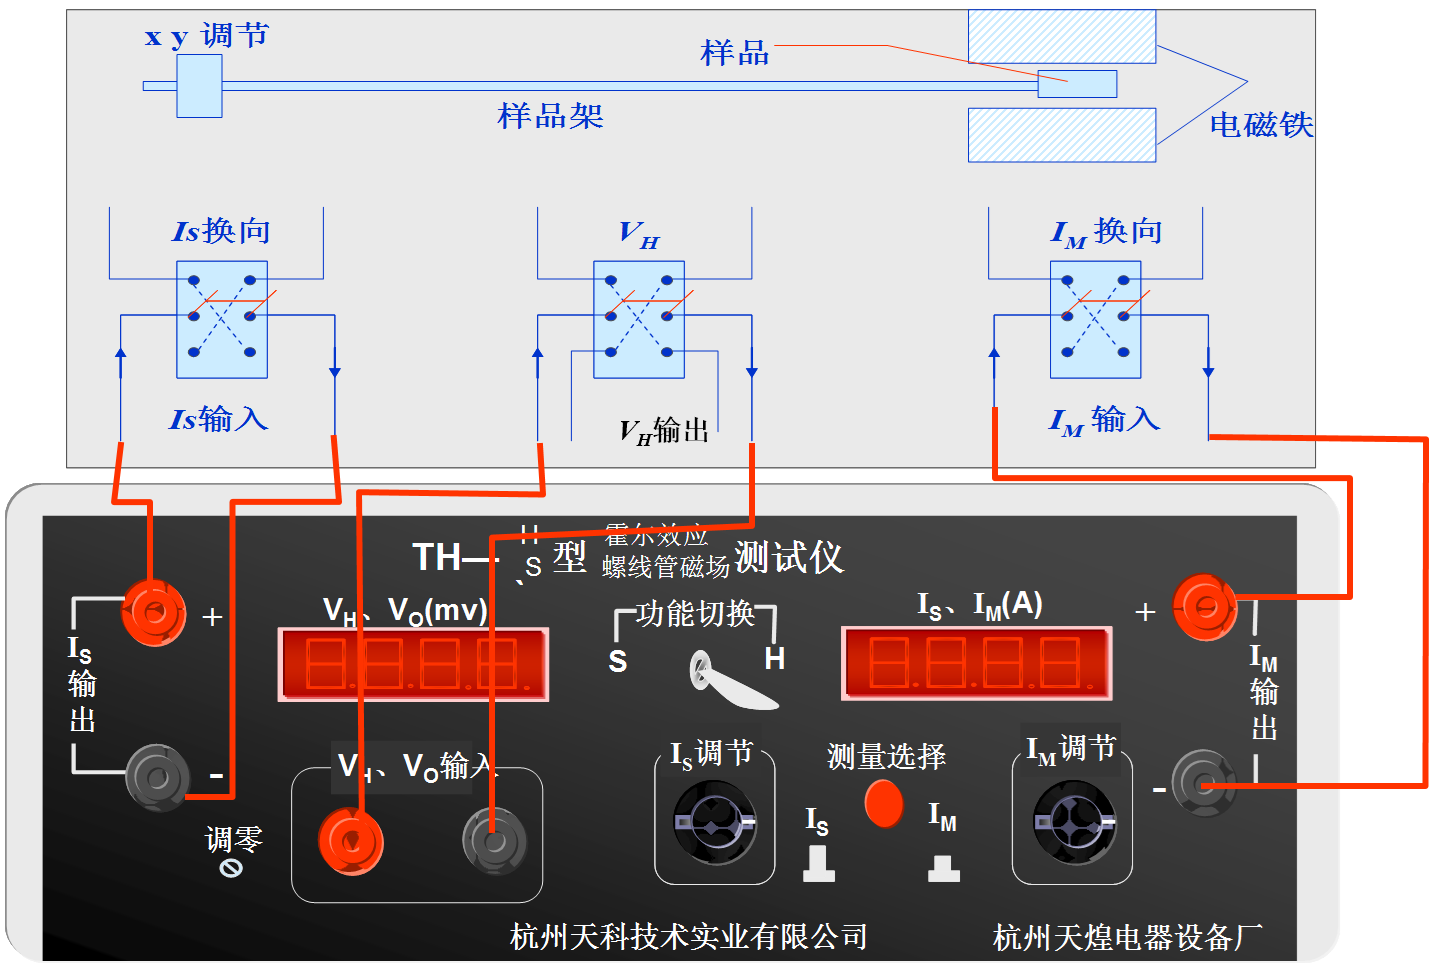 x y 调节
样品
样品架
电磁铁
Is换向
VH
IM 换向
Is输入
VH输出
IM 输入
TH—H、S型 霍尔效应 螺线管磁场 测试仪
VH、VO(mv)
功能切换
S
H
IS、IM(A)
+
+
IS输出
IM输出
-
-
VH、VO输入
IS调节
测量选择
IS
IM
IM调节
调零
杭州天科技术实业有限公司
杭州天煌电器设备厂